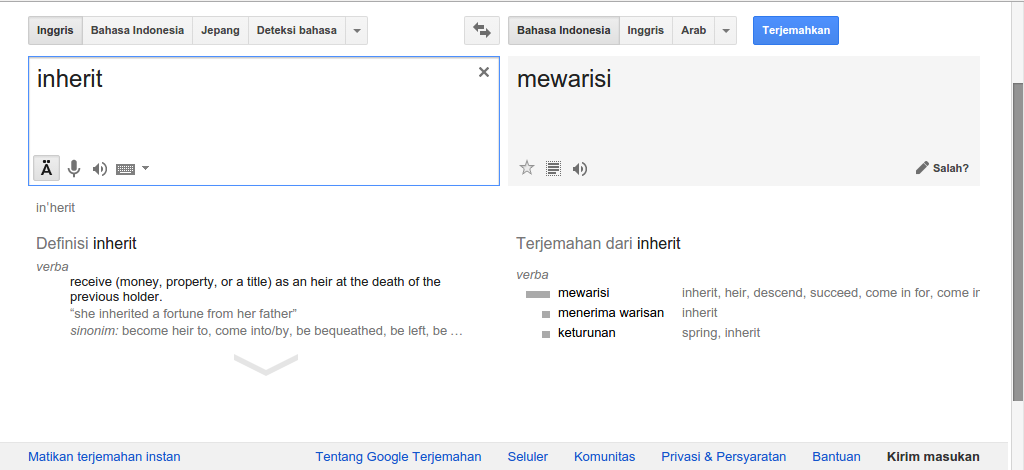 Inggris Bahasa Indonesia Jepang Deteksi bahasa
Bahasa Indonesia Inggris Arab Terjemahkan
inherit
mewarisi
Ä
Salah?
in'herit
Definisi inherit
verba
receive (money, property, or a title) as an heir at the death of the
previous holder.
“she inherited a fortune from her father”
sinonim: become heir to, come into/by, be bequeathed, be left, be ...
Terjemahan dari inherit
verba
mewarisi inherit, heir, descend, succeed, come in for, come ir
menerima warisan inherit
keturunan spring, inherit
Matikan terjemahan instan Tentang Google Terjemahan Seluler Komunitas Privasi & Persyaratan Bantuan Kirim masukan